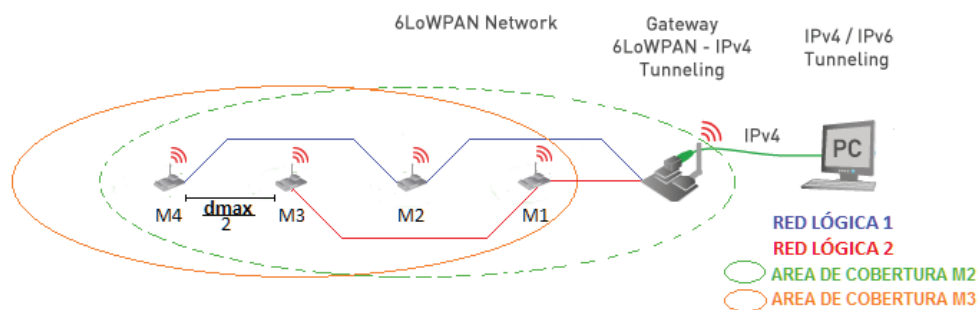 6LoWPAN Network
Gateway
6LoWPAN - IPv4
Tunneling
IPv4 / IPv6
Tunneling
IPv4
PC
M4
dmax
2
M3
M2
M1
RED LÓGICA 1
RED LÓGICA 2
AREA DE COBERTURA M2
AREA DE COBERTURA M3